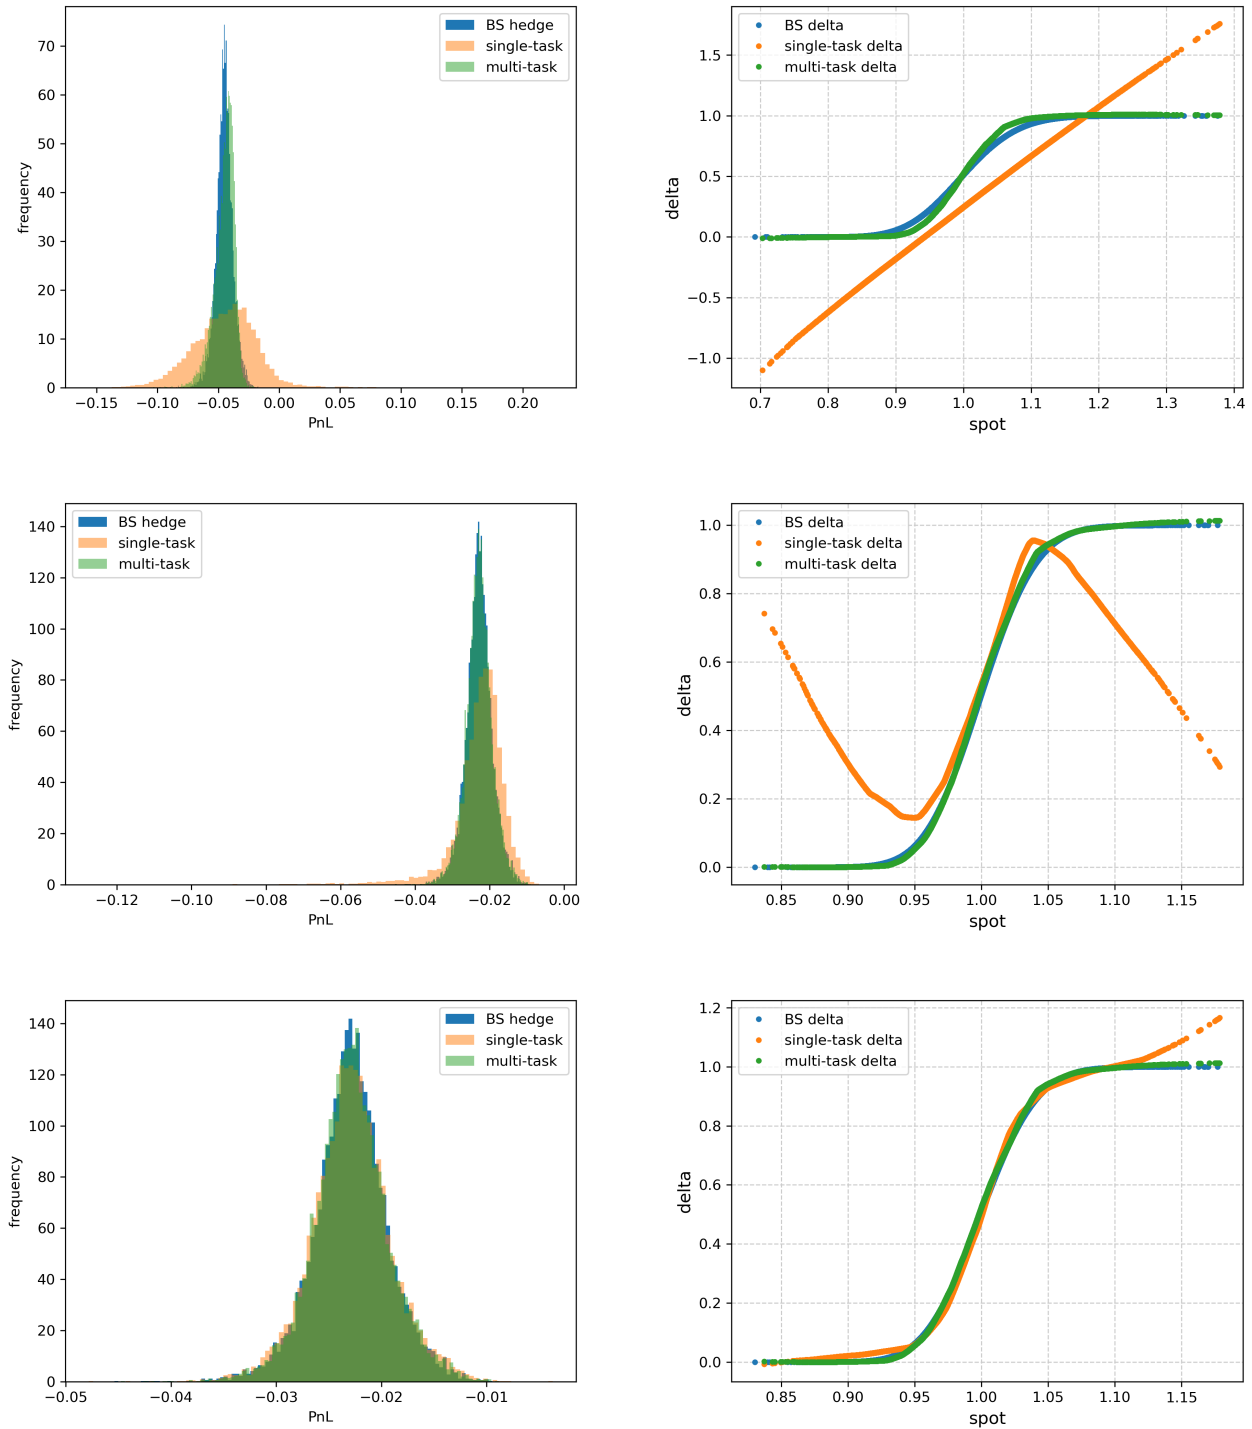 BS hedge
single-task
multi-task
frequency
70
60
50
40
30
20
10
0
−0.15 −0.10 −0.05 0.00 0.05 0.10 0.15 0.20
PnL
BS delta
single-task delta
multi-task delta
delta
1.5
1.0
0.5
0.0
−0.5
−1.0
0.7 0.8 0.9 1.0 1.1 1.2 1.3 1.4
spot
BS hedge
single-task
multi-task
frequency
140
120
100
80
60
40
20
0
−0.12 −0.10 −0.08 −0.06 −0.04 −0.02 0.00
PnL
BS delta
single-task delta
multi-task delta
delta
1.0
0.8
0.6
0.4
0.2
0.0
0.85 0.90 0.95 1.00 1.05 1.10 1.15
spot
BS hedge
single-task
multi-task
frequency
140
120
100
80
60
40
20
0
−0.05 −0.04 −0.03 −0.02 −0.01
PnL
BS delta
single-task delta
multi-task delta
delta
1.2
1.0
0.8
0.6
0.4
0.2
0.0
0.85 0.90 0.95 1.00 1.05 1.10 1.15
spot